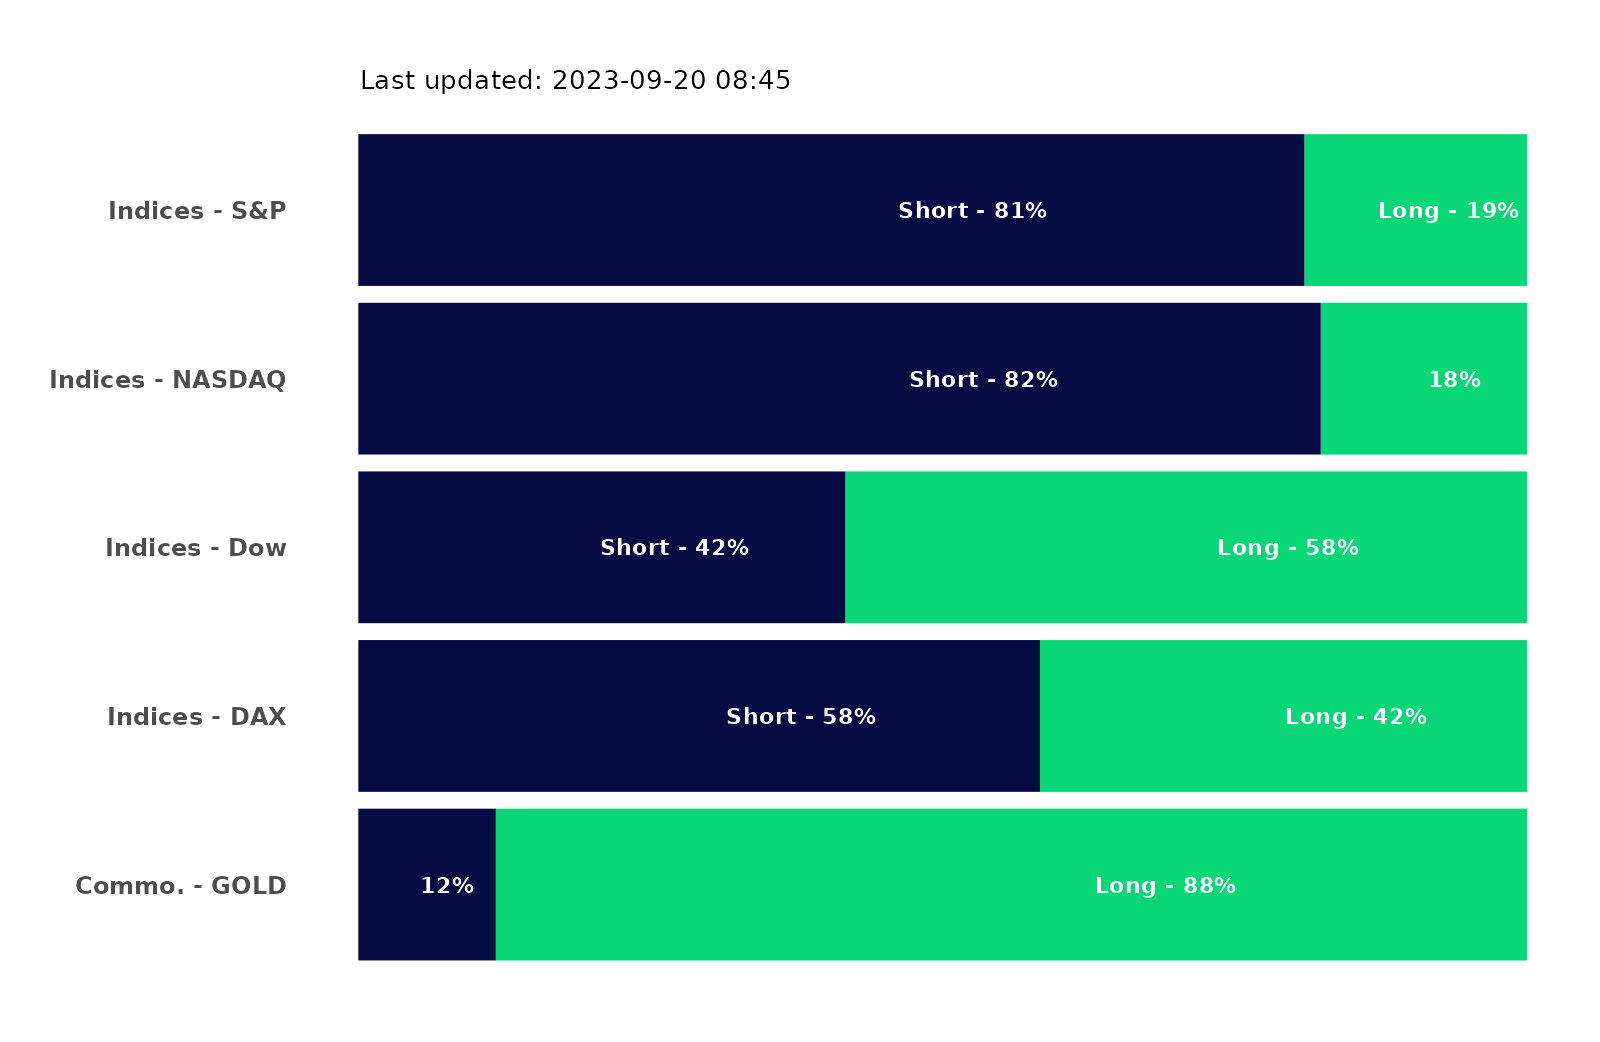 Last updated: 2023-09-20 08:45
Indices - S&P Short - 81% Long - 19%
Indices - NASDAQ Short - 82% 18%
Indices - Dow Short - 42% Long - 58%
Indices - DAX Short - 58% Long - 42%
Commo. - GOLD 12% Long - 88%